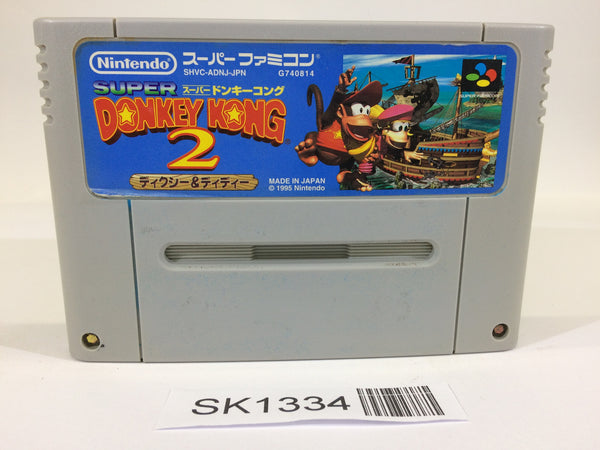 Nintendo
スーパーファミコン
SHVC-ADNJ-JPN G740814
SUPER スーパードンキーコング
DONKEY KONG
2
ディクシー&ディディー
MADE IN JAPAN
© 1995 Nintendo
SUPER FAMICOM
SK1334